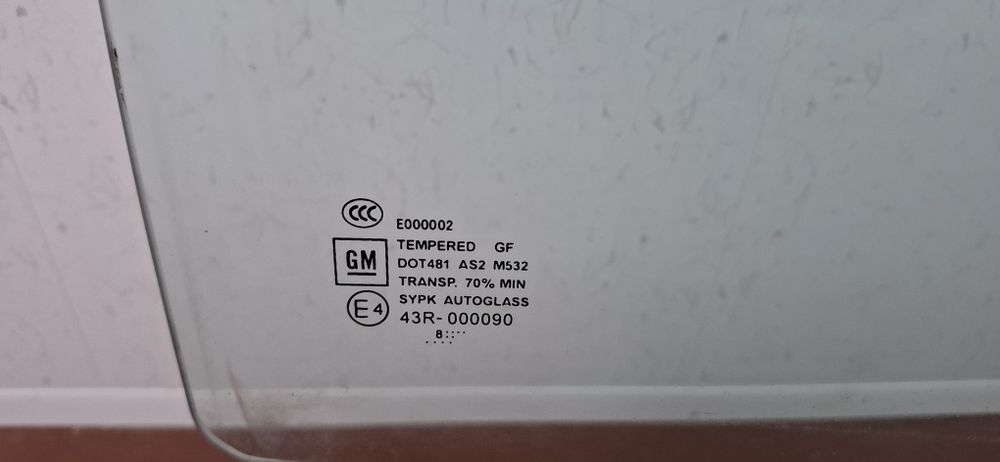 CCC
E000002
GM
TEMPERED GF
DOT481 AS2 M532
TRANSP. 70% MIN
SYPK AUTOGLASS
E4
43R-000090
8